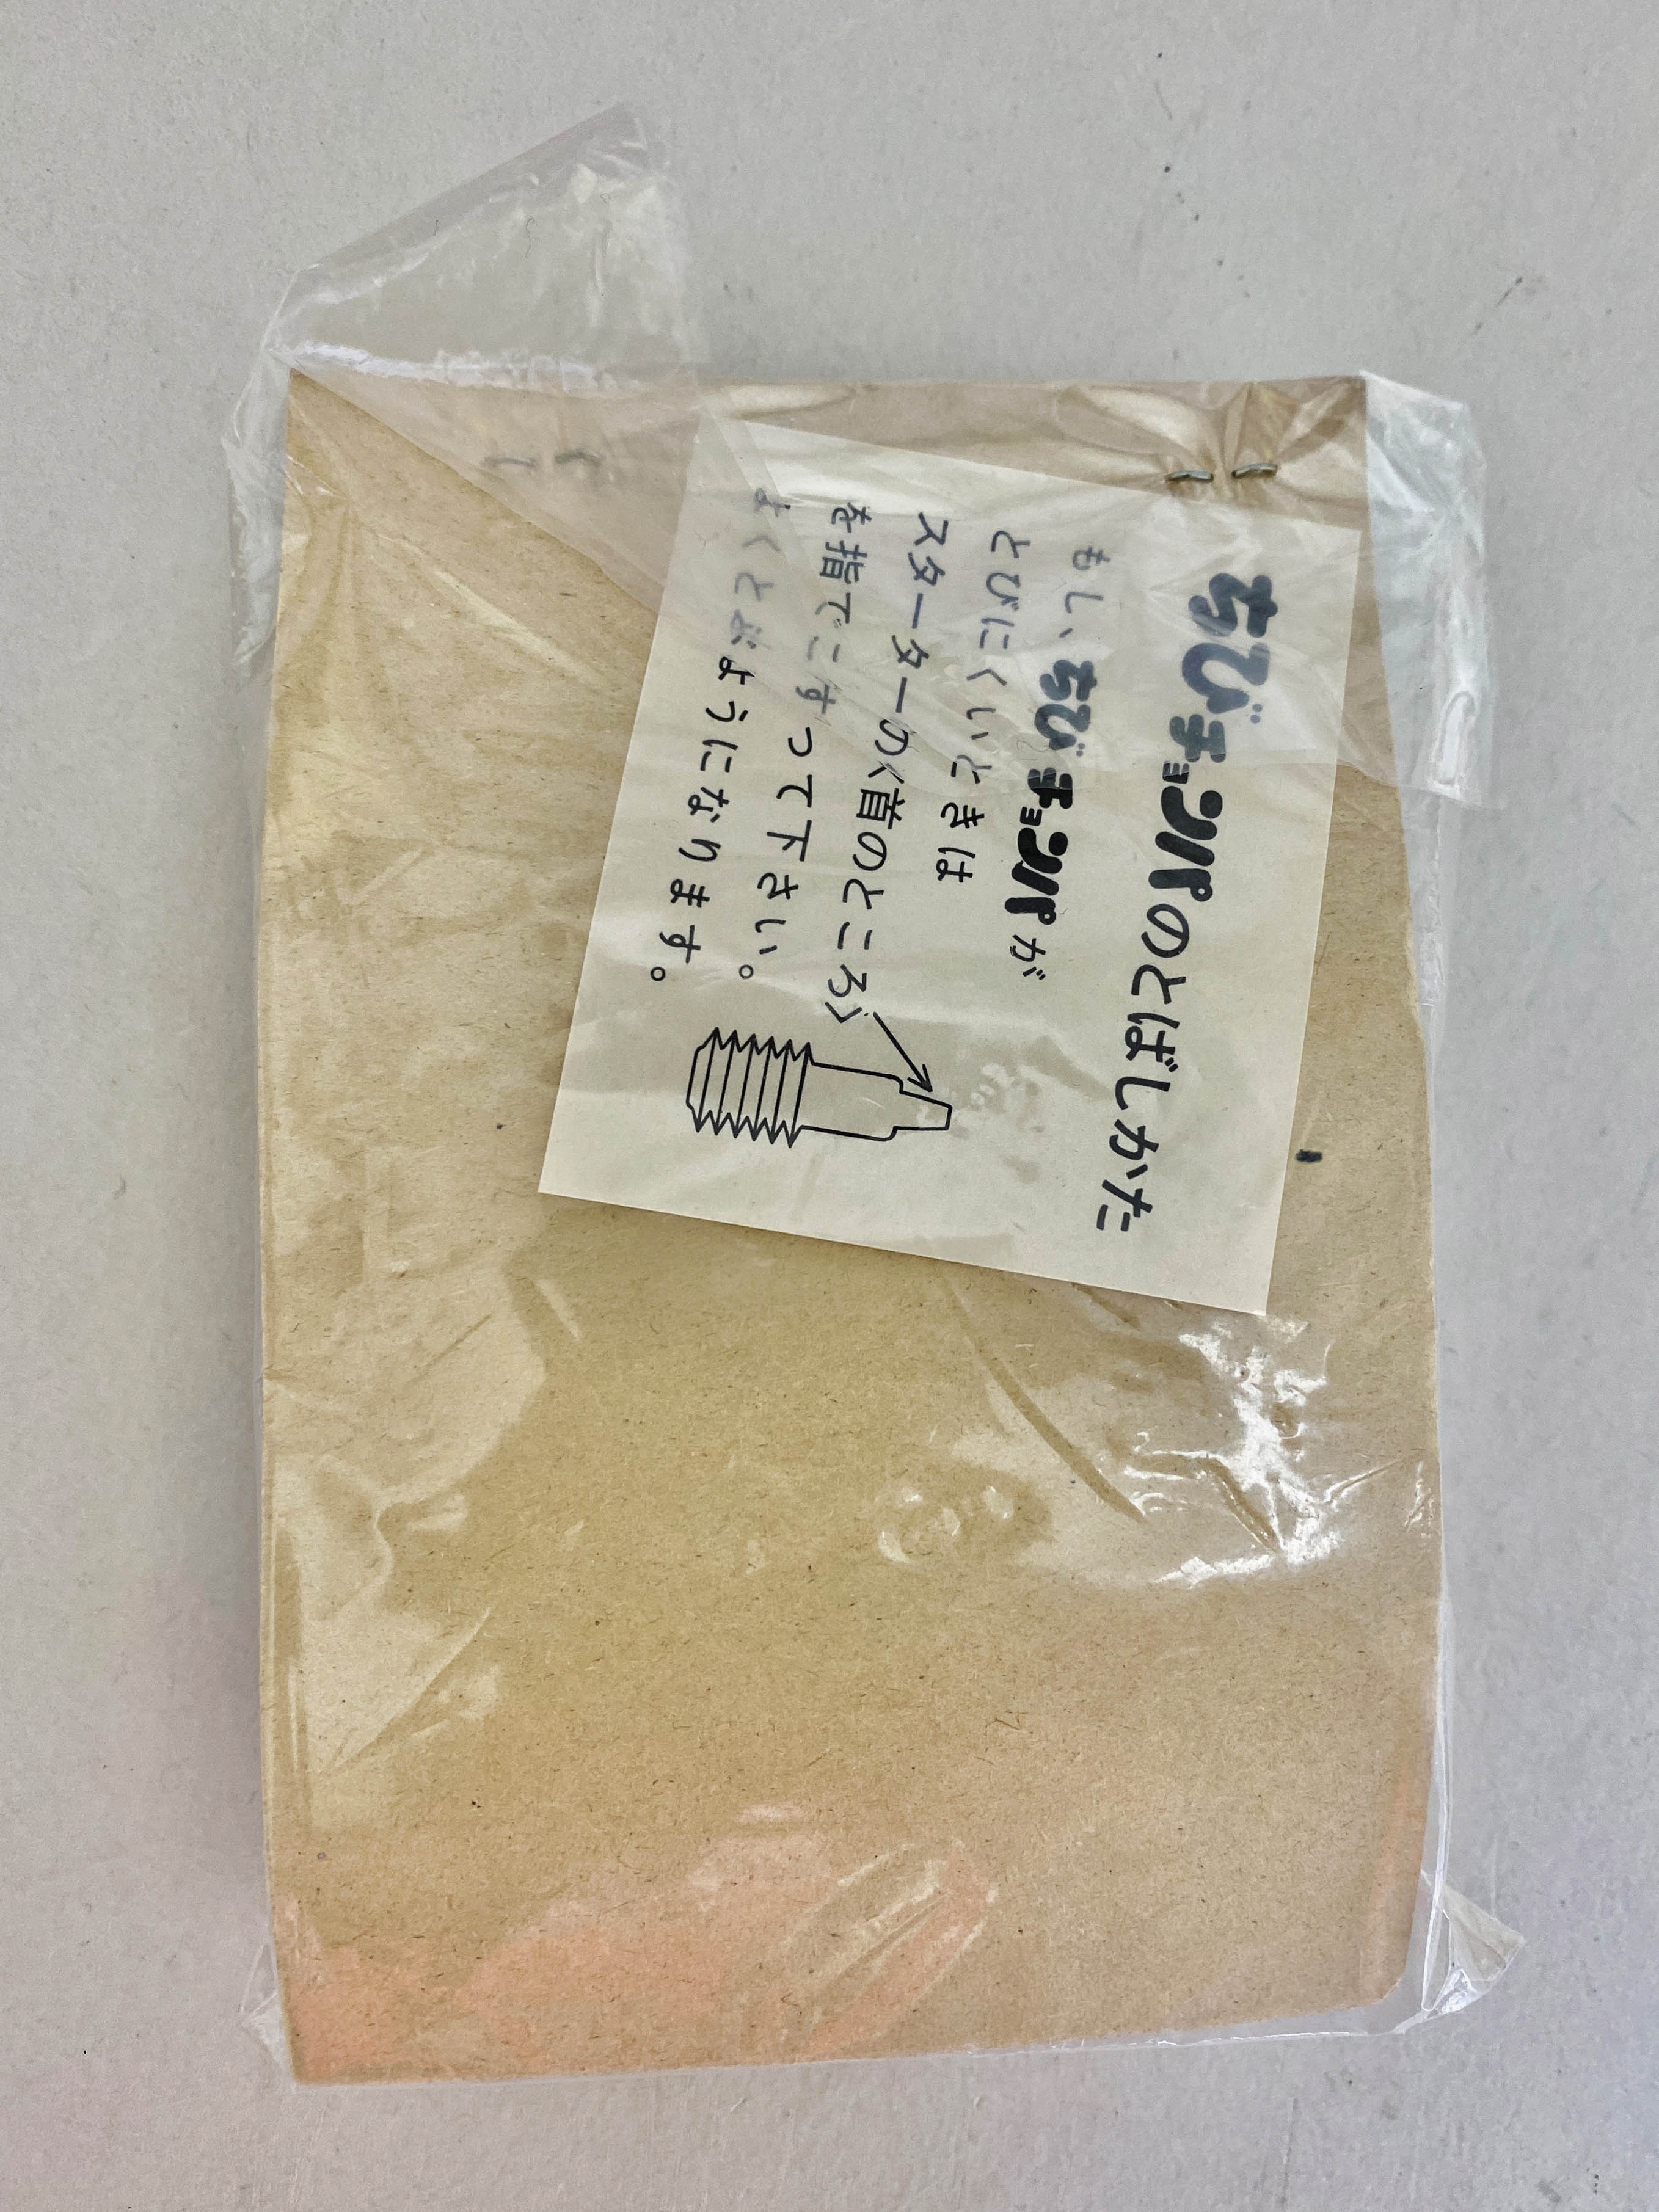 ちびチョンパのとばしかた
もし、ちびチョンパが
とびにくいときは
スターターの〈首のところ〉
を指でこすって下さい。
よくとぶようになります。